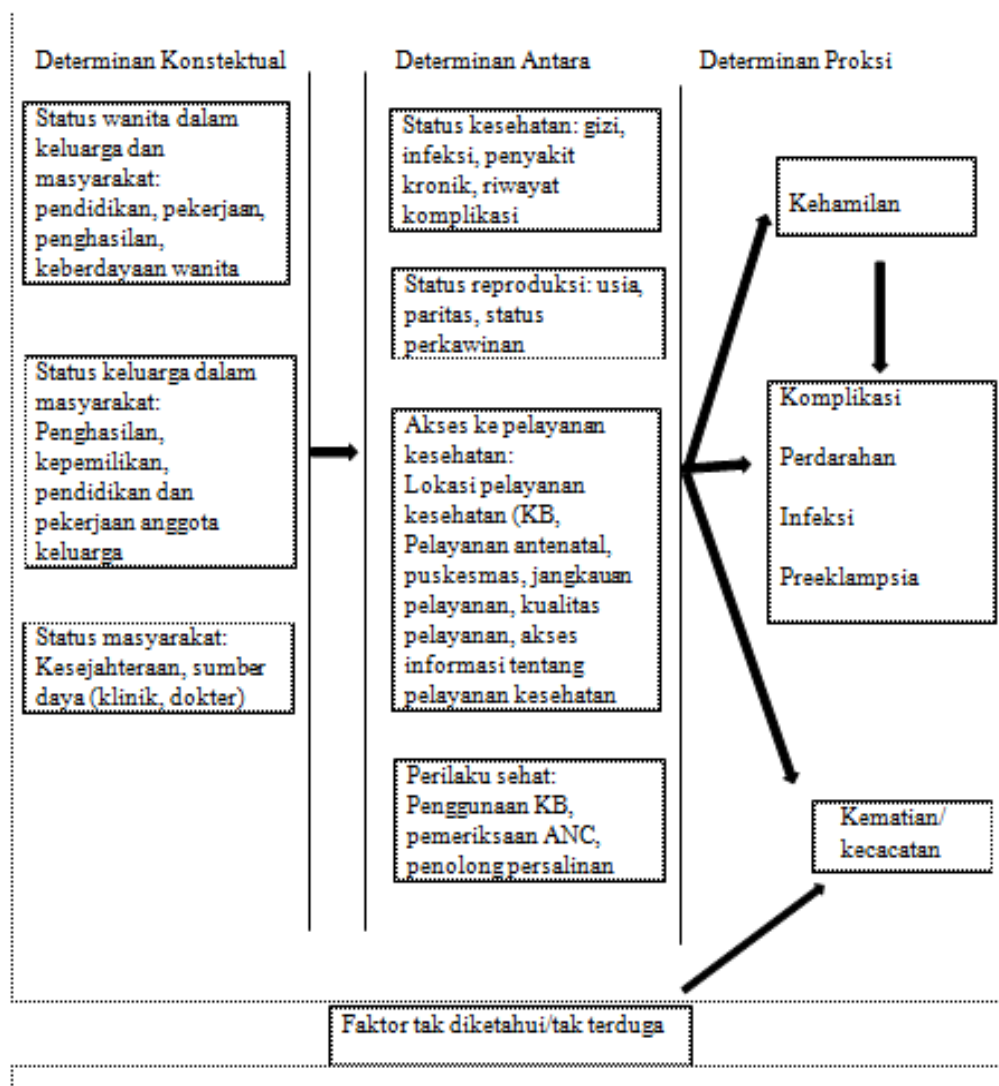 Determinan Konstektual
Determinan Antara
Determinan Proksi
Status wanita dalam
keluarga dan
masyarakat:
pendidikan, pekerjaan,
penghasilan,
keberdayaan wanita
Status keluarga dalam
masyarakat:
Penghasilan,
kepemilikan,
pendidikan dan
pekerjaan anggota
keluarga
Status masyarakat:
Kesejahteraan, sumber
daya (klinik, dokter)
Status kesehatan: gizi,
infeksi, penyakit
kronik, riwayat
komplikasi
Status reproduksi: usia,
paritas, status
perkawinan
Akses ke pelayanan
kesehatan:
Lokasi pelayanan
kesehatan (KB,
Pelayanan antenatal,
puskesmas, jangkauan
pelayanan, kualitas
pelayanan, akses
informasi tentang
pelayanan kesehatan
Perilaku sehat:
Penggunaan KB,
pemeriksaan ANC,
penolong persalinan
Kehamilan
Komplikasi
Perdarahan
Infeksi
Preeklampsia
Kematian/
kecacatan
Faktor tak diketahui/tak terduga